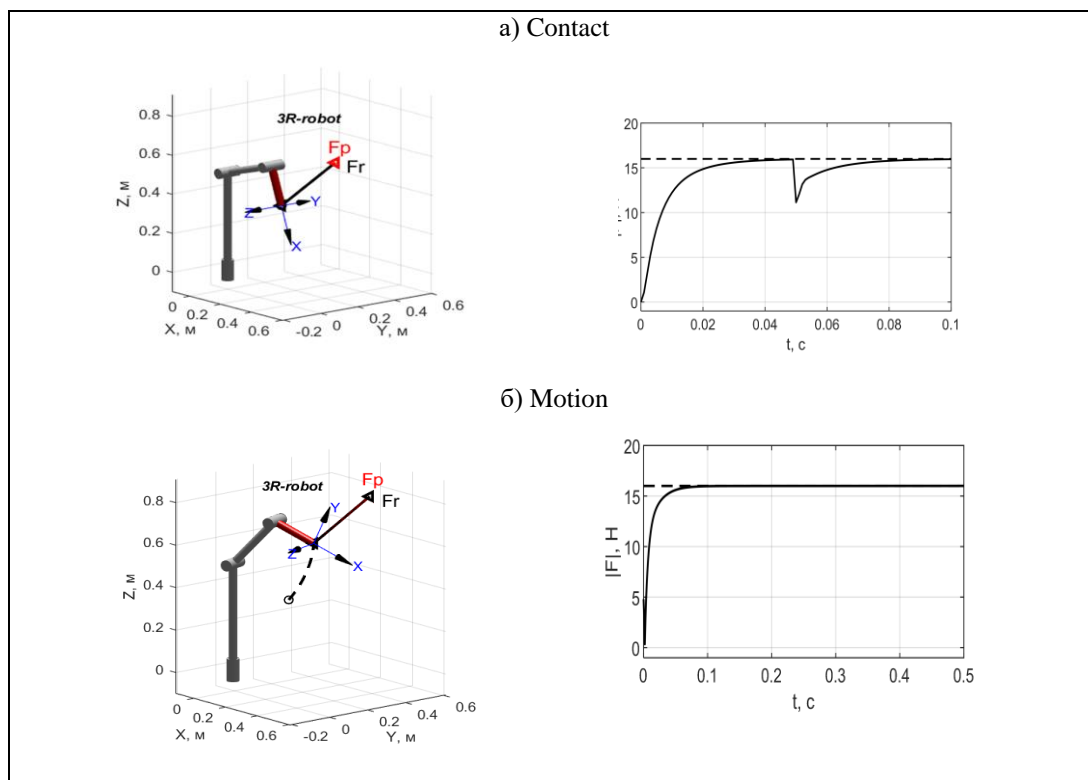 а) Contact
3R-robot
Fp
Fr
Y
Z
X
0.8
0.6
0.4
0.2
0
Z, м
0
0.2
0.4
0.6
X, м
-0.2
0
0.2
0.4
0.6
Y, м
20
15
10
5
0
0
0.02
0.04
0.06
0.08
0.1
t, с
б) Motion
3R-robot
Fp
Fr
Y
Z
X
0.8
0.6
0.4
0.2
0
Z, м
0
0.2
0.4
0.6
X, м
-0.2
0
0.2
0.4
0.6
Y, м
|F|, Н
20
15
10
5
0
0
0.1
0.2
0.3
0.4
0.5
t, с